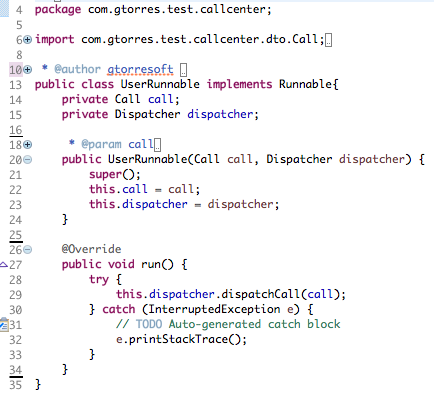 4 package com.gtorres.test.callcenter;
5
6 import com.gtorres.test.callcenter.dto.Call;
8
10 * @author gtorresoft
13 public class UserRunnable implements Runnable{
14 private Call call;
15 private Dispatcher dispatcher;
16
18 * @param call
20 public UserRunnable(Call call, Dispatcher dispatcher) {
21 super();
22 this.call = call;
23 this.dispatcher = dispatcher;
24 }
25
26 @Override
27 public void run() {
28 try {
29 this.dispatcher.dispatchCall(call);
30 } catch (InterruptedException e) {
31 // TODO Auto-generated catch block
32 e.printStackTrace();
33 }
34 }
35 }